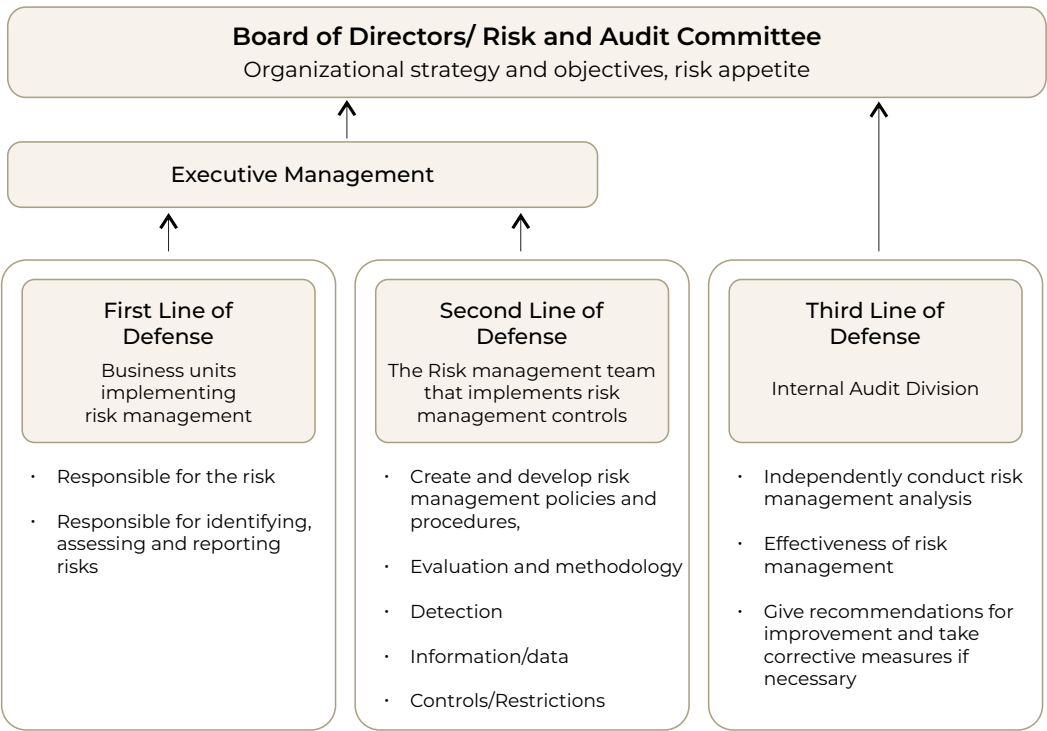 Board of Directors/ Risk and Audit Committee
Organizational strategy and objectives, risk appetite
Executive Management
First Line of
Defense
Business units
implementing
risk management
· Responsible for the risk
· Responsible for identifying,
assessing and reporting
risks
Second Line of
Defense
The Risk management team
that implements risk
management controls
· Create and develop risk
management policies and
procedures,
· Evaluation and methodology
· Detection
· Information/data
· Controls/Restrictions
Third Line of
Defense
Internal Audit Division
· Independently conduct risk
management analysis
· Effectiveness of risk
management
· Give recommendations for
improvement and take
corrective measures if
necessary